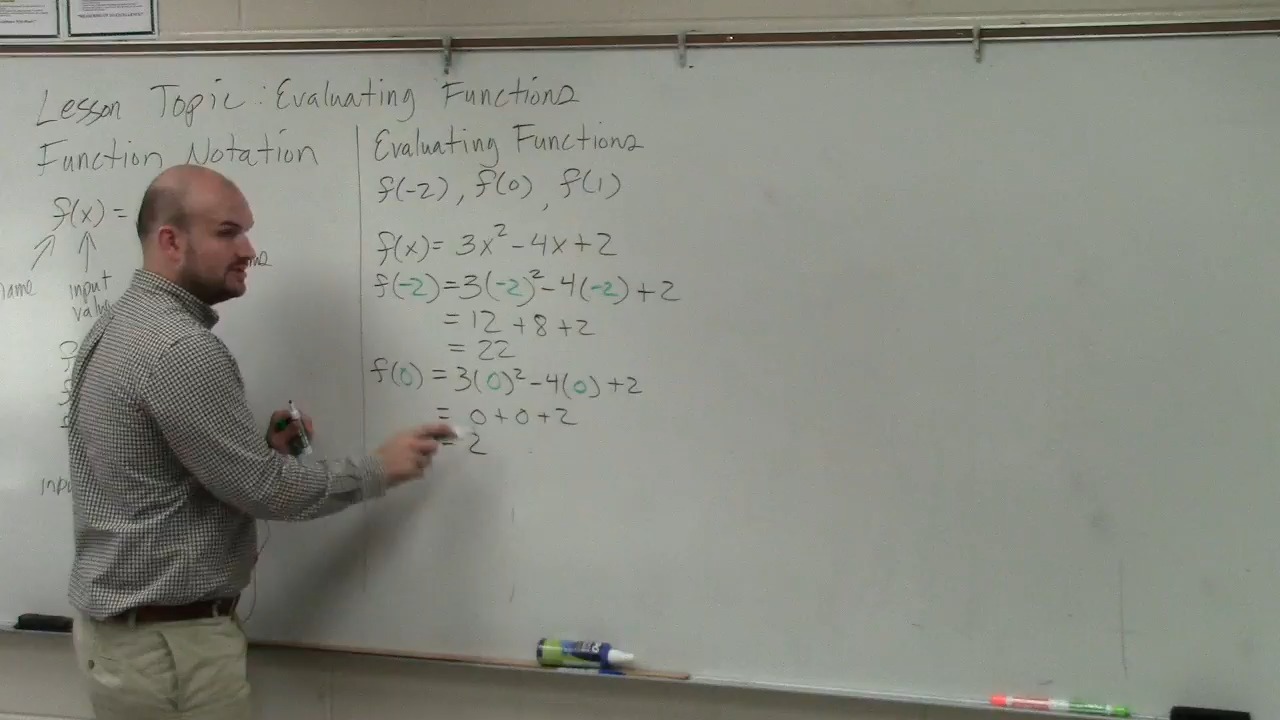 Lesson Topic: Evaluating Functions
Function Notation
f(x) =
input
Evaluating Functions
f(-2), f(0), f(1)
f(x) = 3x² - 4x + 2
f(-2) = 3(-2)² - 4(-2) + 2
= 12 + 8 + 2
= 22
f(0) = 3(0)² - 4(0) + 2
= 0 + 0 + 2
= 2